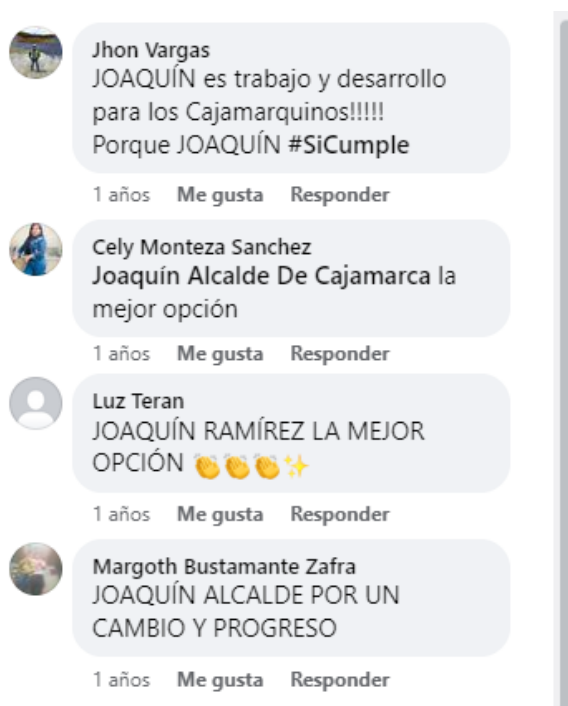 Jhon Vargas
JOAQUÍN es trabajo y desarrollo
para los Cajamarquinos!!!!!
Porque JOAQUÍN #SiCumple
1 años Me gusta Responder
Cely Monteza Sanchez
Joaquín Alcalde De Cajamarca la
mejor opción
1 años Me gusta Responder
Luz Teran
JOAQUÍN RAMÍREZ LA MEJOR
OPCIÓN 👏👏👏✨
1 años Me gusta Responder
Margoth Bustamante Zafra
JOAQUÍN ALCALDE POR UN
CAMBIO Y PROGRESO
1 años Me gusta Responder